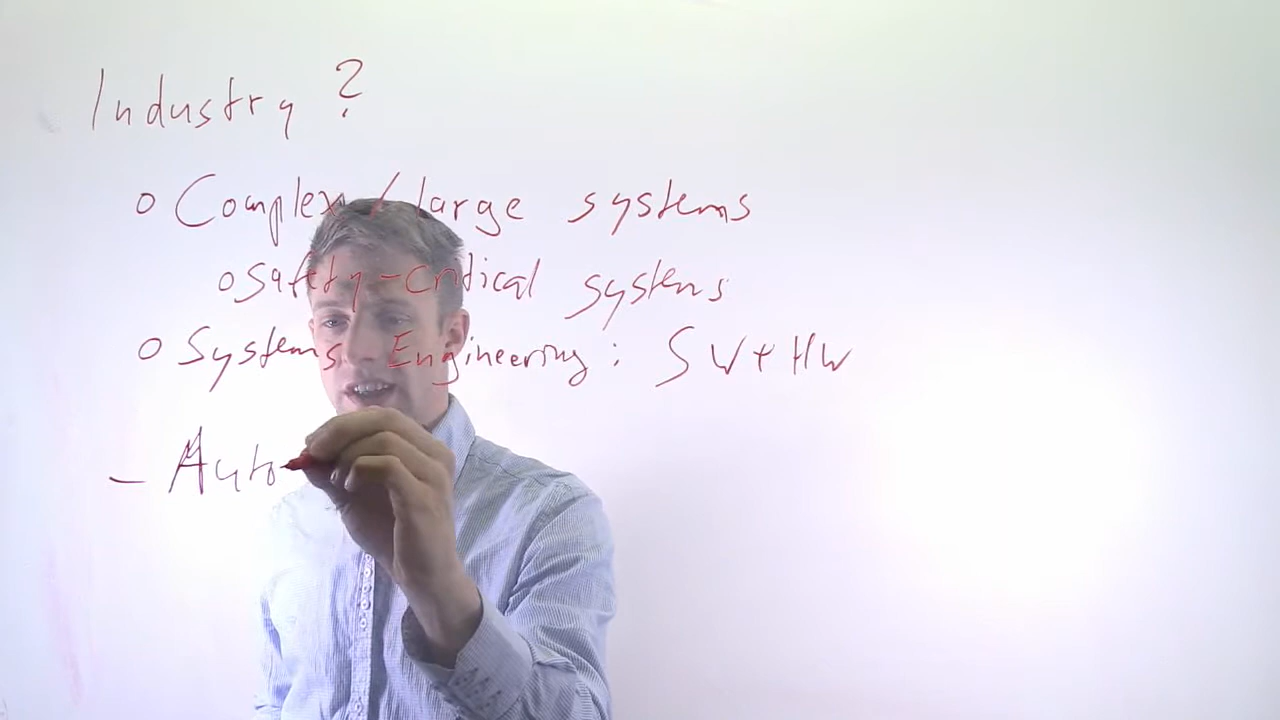 Industry ?
o Complex / large systems
o Safety-critical systems
o Systems Engineering : SW + HW
- Auto